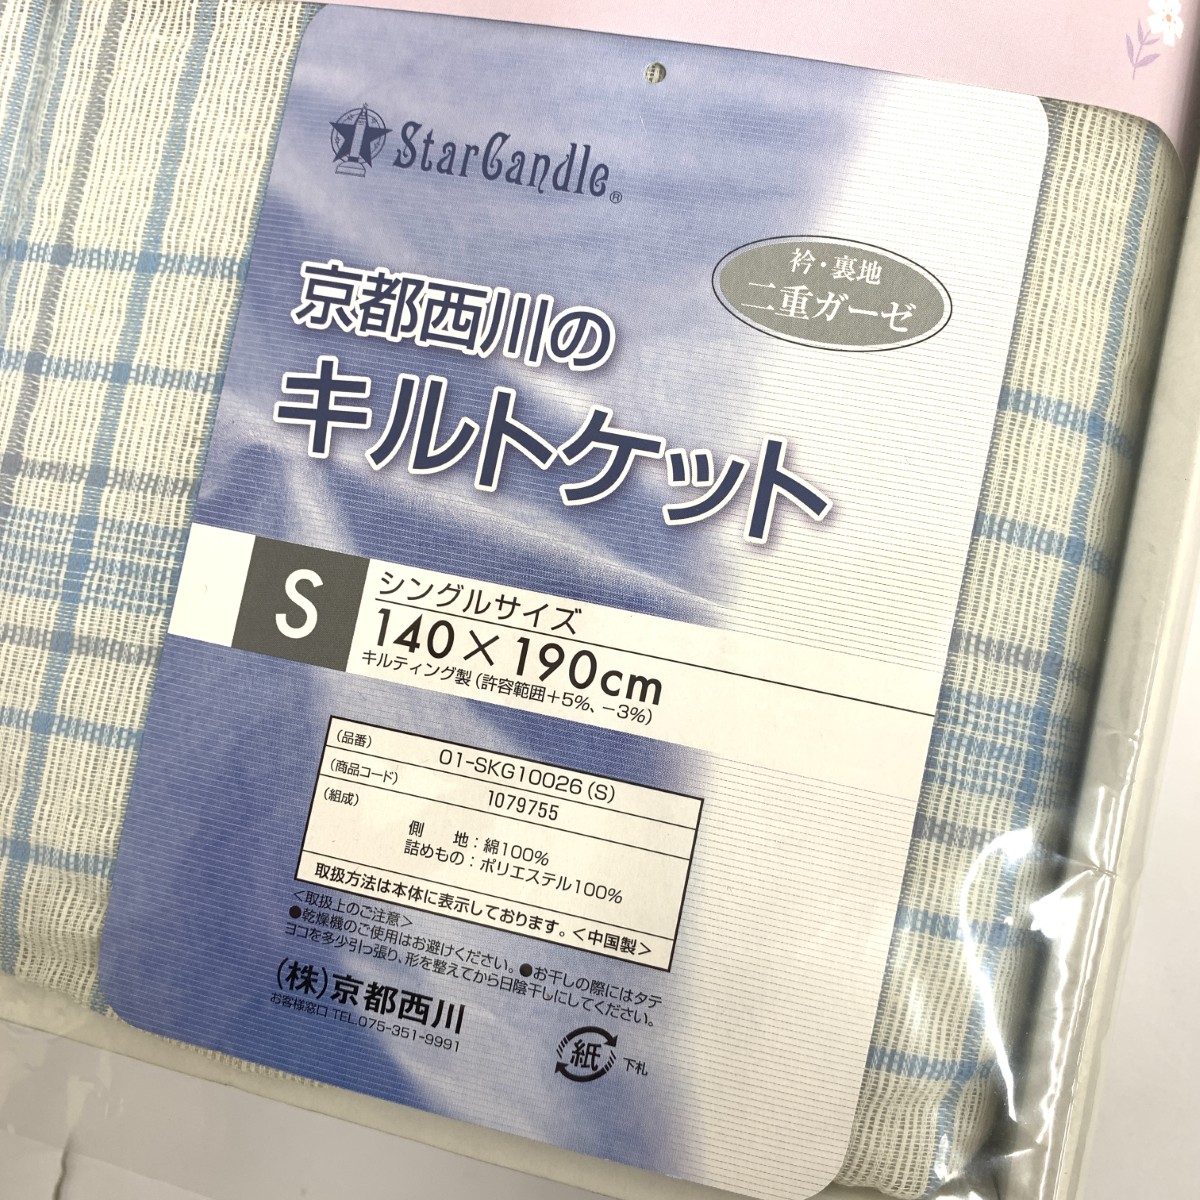 StarCandle®
衿・裏地
二重ガーゼ
京都西川の
キルトケット
S
シングルサイズ
140×190cm
キルティング製(許容範囲+5%、-3%)
(品番) 01-SKG10026(S)
(商品コード) 1079755
(組成)
側 地:綿100%
詰めもの:ポリエステル100%
取扱方法は本体に表示しております。<中国製>
<取扱上のご注意>
●乾燥機のご使用はお避けください。●お干しの際にはタテ
ヨコを多少引っ張り、形を整えてから日陰干しにしてください。
(株)京都西川
お客様窓口 TEL.075-351-9991
紙 下札